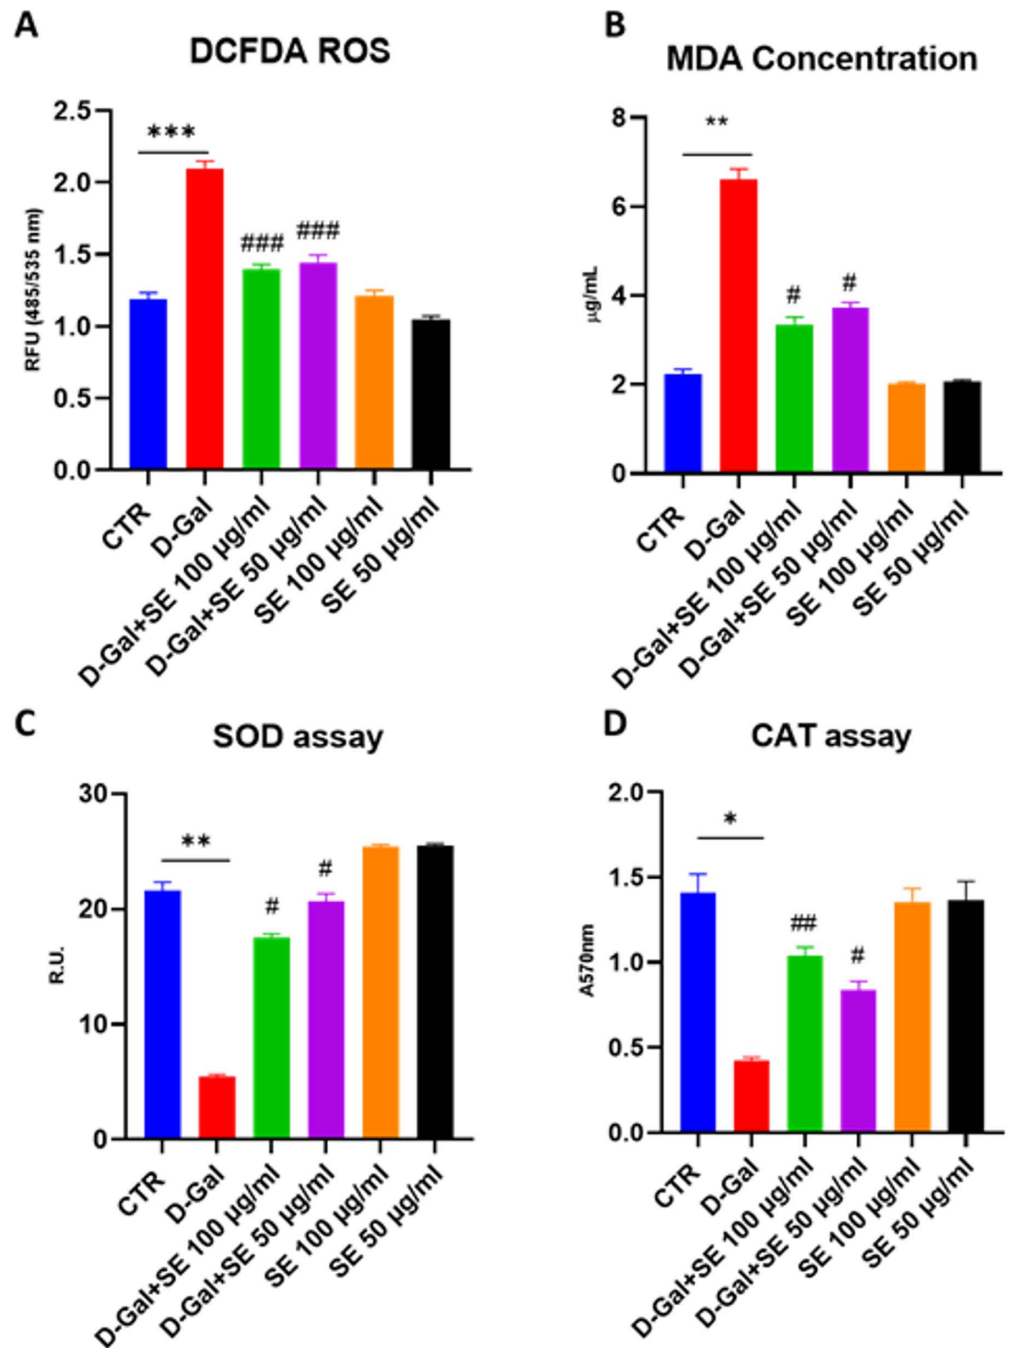 A
DCFDA ROS
2.5
2.0
1.5
1.0
0.5
0.0
RFU (485/535 nm)
***
###
###
CTR
D-Gal
D-Gal+SE 100 µg/ml
D-Gal+SE 50 µg/ml
SE 100 µg/ml
SE 50 µg/ml
B
MDA Concentration
8
6
4
2
0
µg/mL
**
#
#
CTR
D-Gal
D-Gal+SE 100 µg/ml
D-Gal+SE 50 µg/ml
SE 100 µg/ml
SE 50 µg/ml
C
SOD assay
30
20
10
0
R.U.
**
#
#
CTR
D-Gal
D-Gal+SE 100 µg/ml
D-Gal+SE 50 µg/ml
SE 100 µg/ml
SE 50 µg/ml
D
CAT assay
2.0
1.5
1.0
0.5
0.0
A570nm
*
##
#
CTR
D-Gal
D-Gal+SE 100 µg/ml
D-Gal+SE 50 µg/ml
SE 100 µg/ml
SE 50 µg/ml